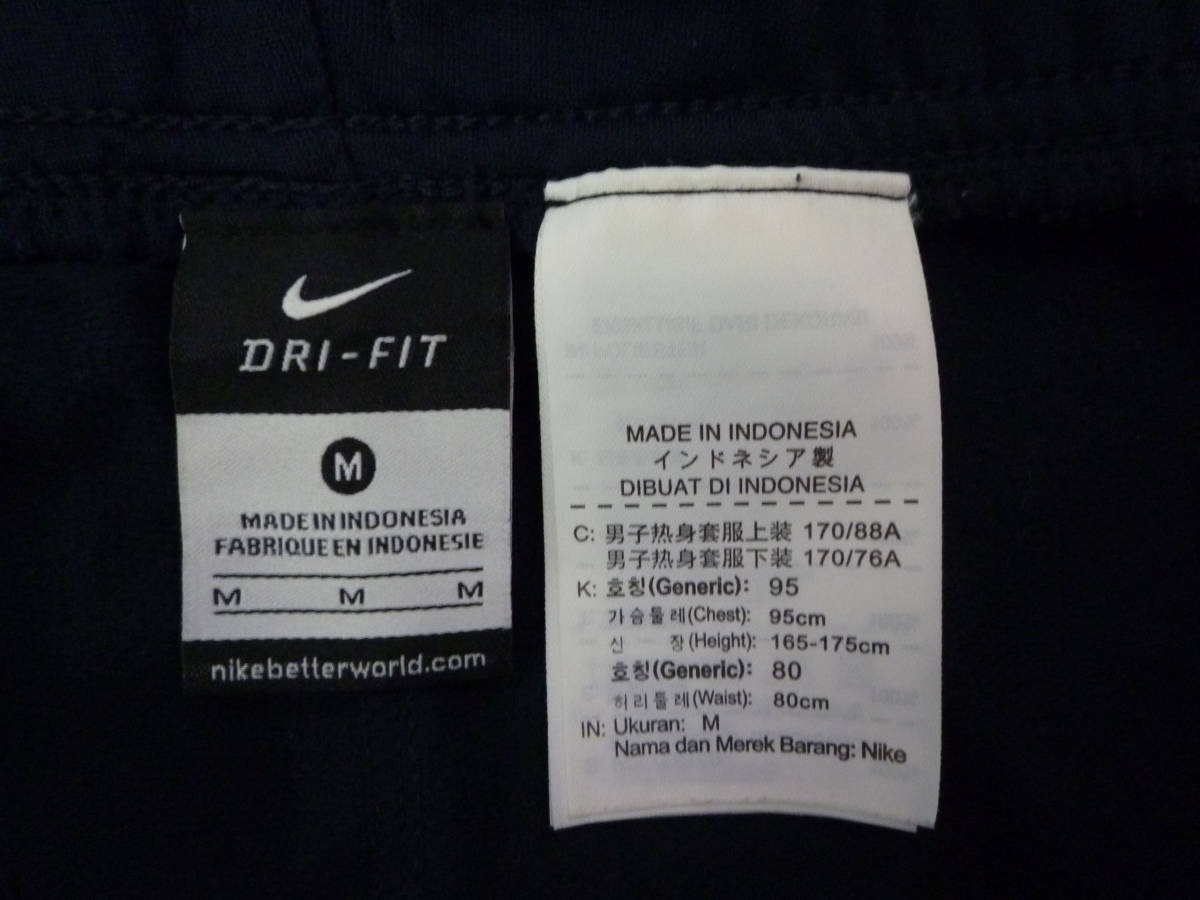 DRI-FIT
M
MADE IN INDONESIA
FABRIQUE EN INDONESIE
M M M
nikebetterworld.com
MADE IN INDONESIA
インドネシア製
DIBUAT DI INDONESIA
C: 男子热身套服上装 170/88A
男子热身套服下装 170/76A
K: 호칭(Generic): 95
가슴둘레(Chest): 95cm
신 장(Height): 165-175cm
호칭(Generic): 80
허리둘레(Waist): 80cm
IN: Ukuran: M
Nama dan Merek Barang: Nike